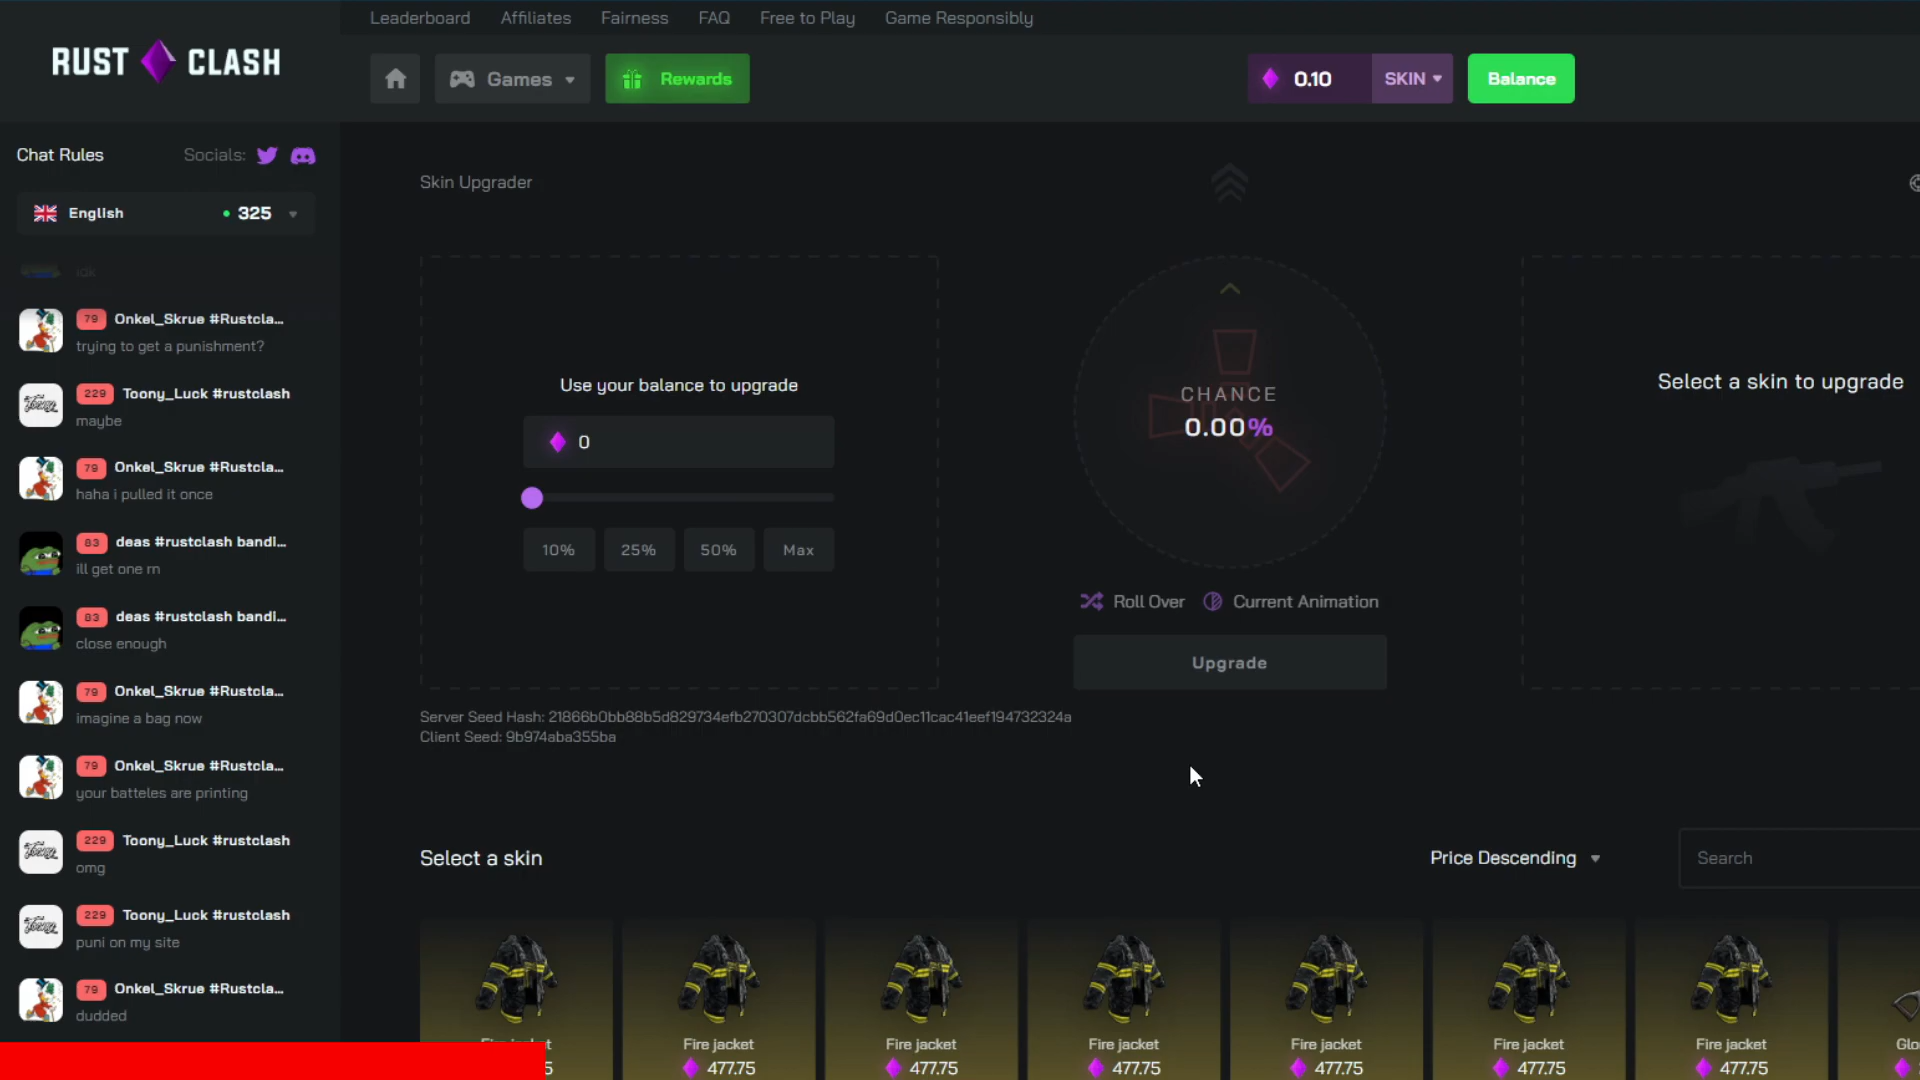 Leaderboard Affiliates Fairness FAQ Free to Play Game Responsibly
RUST CLASH
Games Rewards 0.10 SKIN Balance
Chat Rules Socials:
English 325
idk
79 Onkel_Skrue #Rustcla...
trying to get a punishment?
229 Toony_Luck #rustclash
maybe
79 Onkel_Skrue #Rustcla...
haha i pulled it once
83 deas #rustclash bandi...
ill get one rn
83 deas #rustclash bandi...
close enough
79 Onkel_Skrue #Rustcla...
imagine a bag now
79 Onkel_Skrue #Rustcla...
your batteles are printing
229 Toony_Luck #rustclash
omg
229 Toony_Luck #rustclash
puni on my site
79 Onkel_Skrue #Rustcla...
dudded
Skin Upgrader
Use your balance to upgrade
0
10% 25% 50% Max
CHANCE
0.00%
Roll Over Current Animation
Upgrade
Select a skin to upgrade
Server Seed Hash: 21866b0bb88b5d829734efb270307dcbb562fa69d0ec11cac41eef194732324a
Client Seed: 9b974aba355ba
Select a skin
Price Descending
Search
Fire jacket Fire jacket Fire jacket Fire jacket Fire jacket Fire jacket
477.75 477.75 477.75 477.75 477.75 477.75